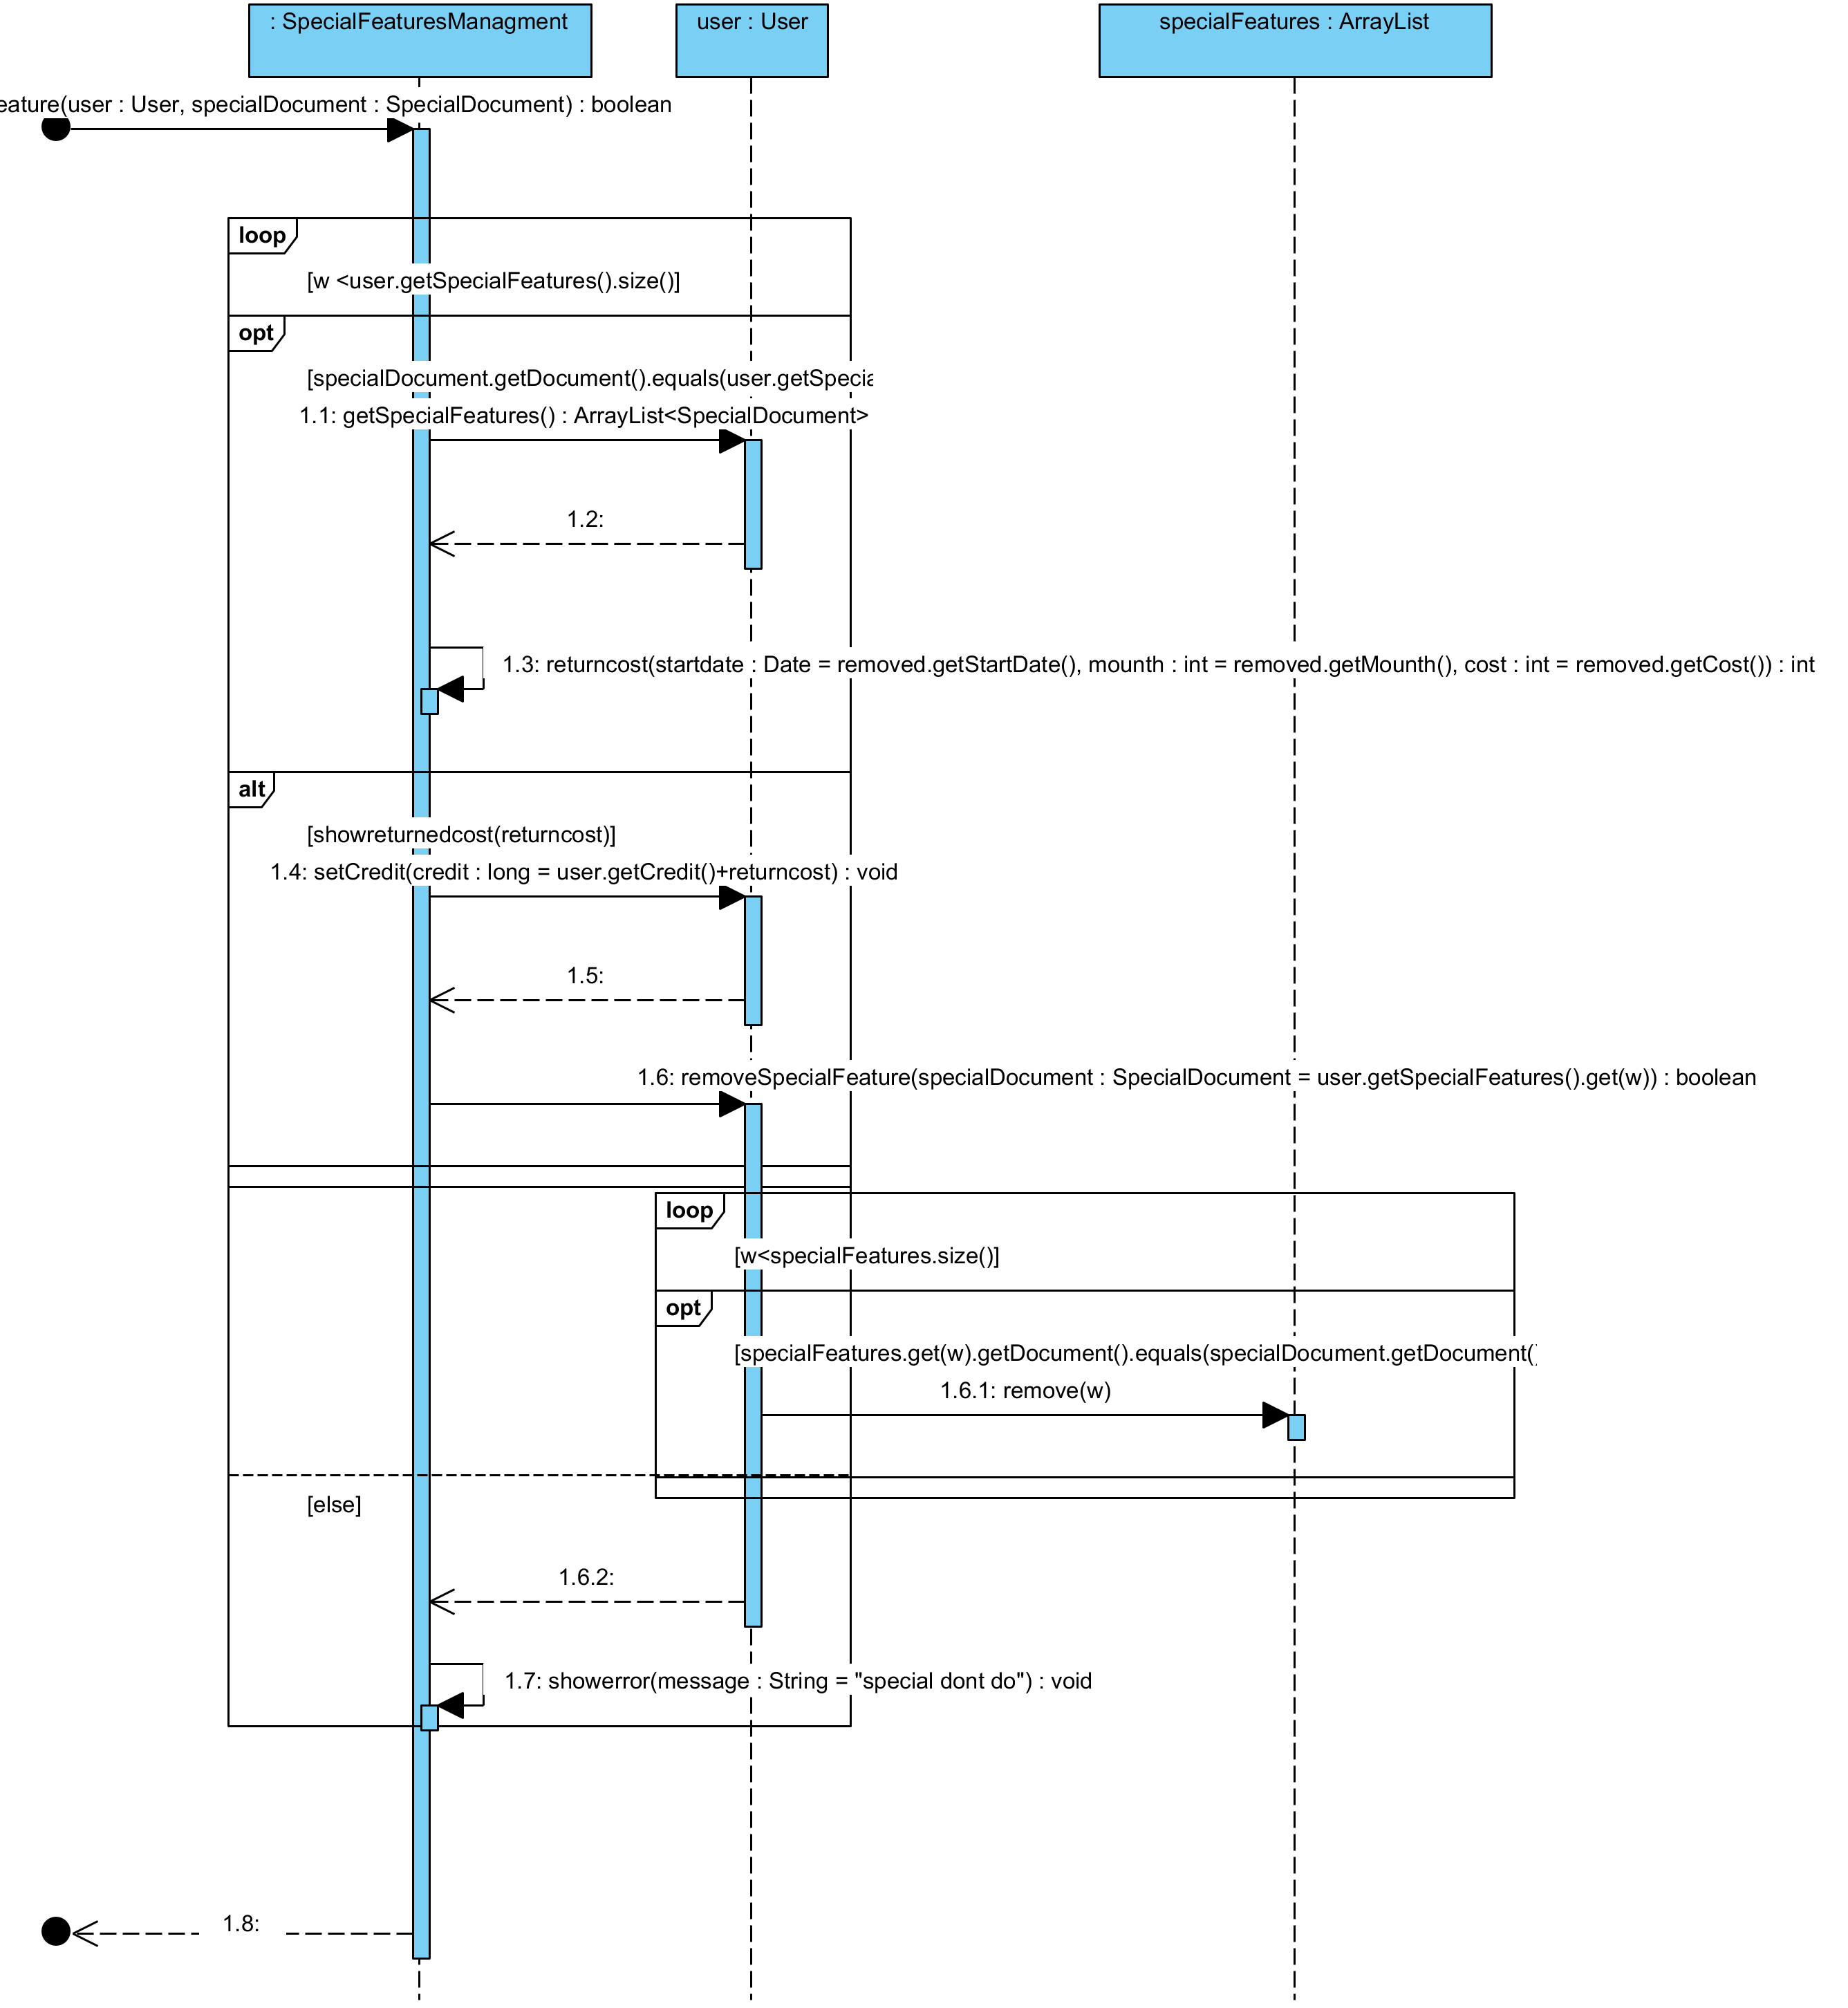 : SpecialFeaturesManagment
user : User
specialFeatures : ArrayList
eature(user : User, specialDocument : SpecialDocument) : boolean
loop
[w <user.getSpecialFeatures().size()]
opt
[specialDocument.getDocument().equals(user.getSpecia
1.1: getSpecialFeatures() : ArrayList<SpecialDocument>
1.2:
1.3: returncost(startdate : Date = removed.getStartDate(), mounth : int = removed.getMounth(), cost : int = removed.getCost()) : int
alt
[showreturnedcost(returncost)]
1.4: setCredit(credit : long = user.getCredit()+returncost) : void
1.5:
1.6: removeSpecialFeature(specialDocument : SpecialDocument = user.getSpecialFeatures().get(w)) : boolean
loop
[w<specialFeatures.size()]
opt
[specialFeatures.get(w).getDocument().equals(specialDocument.getDocument()
1.6.1: remove(w)
[else]
1.6.2:
1.7: showerror(message : String = "special dont do") : void
1.8: